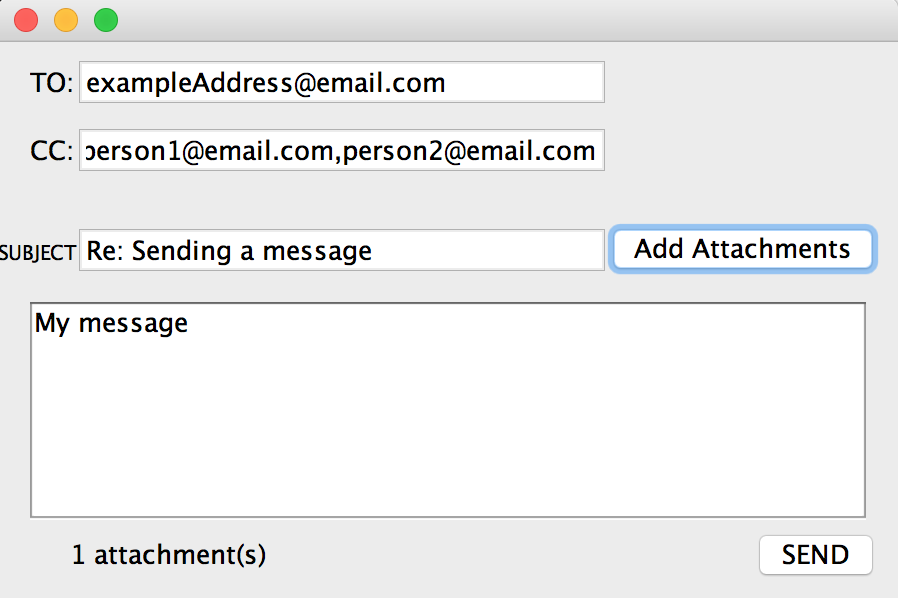 TO: exampleAddress@email.com
CC: person1@email.com,person2@email.com
SUBJECT Re: Sending a message Add Attachments
My message
1 attachment(s) SEND